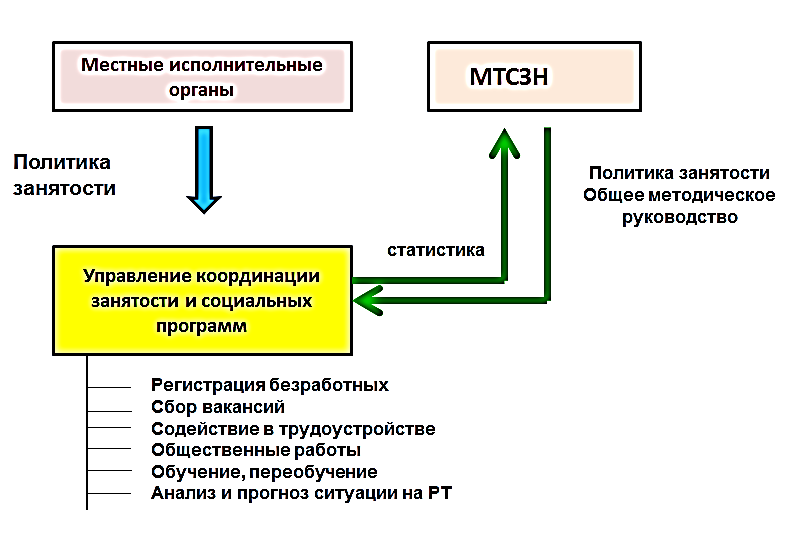 Местные исполнительные
органы
МТСЗН
Политика
занятости
Политика занятости
Общее методическое
руководство
статистика
Управление координации
занятости и социальных
программ
Регистрация безработных
Сбор вакансий
Содействие в трудоустройстве
Общественные работы
Обучение, переобучение
Анализ и прогноз ситуации на РТ